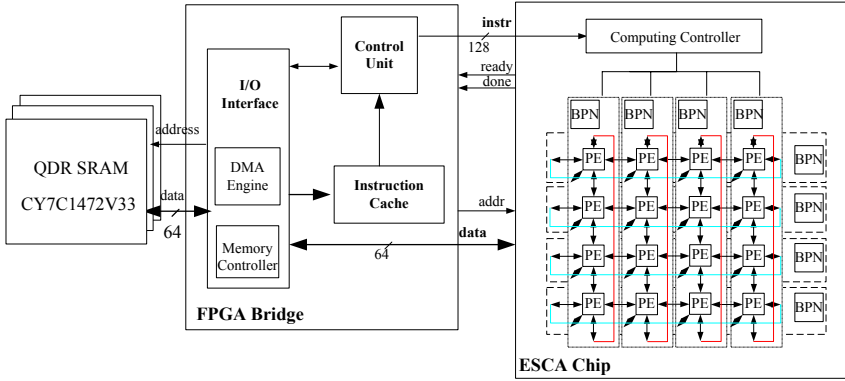 instr
128
Control
Unit
Computing Controller
ready
done
I/O
Interface
BPN BPN BPN BPN
address
QDR SRAM
CY7C1472V33
data
64
DMA
Engine
Instruction
Cache
Memory
Controller
addr
data
64
PE PE PE PE BPN
PE PE PE PE BPN
PE PE PE PE BPN
PE PE PE PE BPN
FPGA Bridge
ESCA Chip